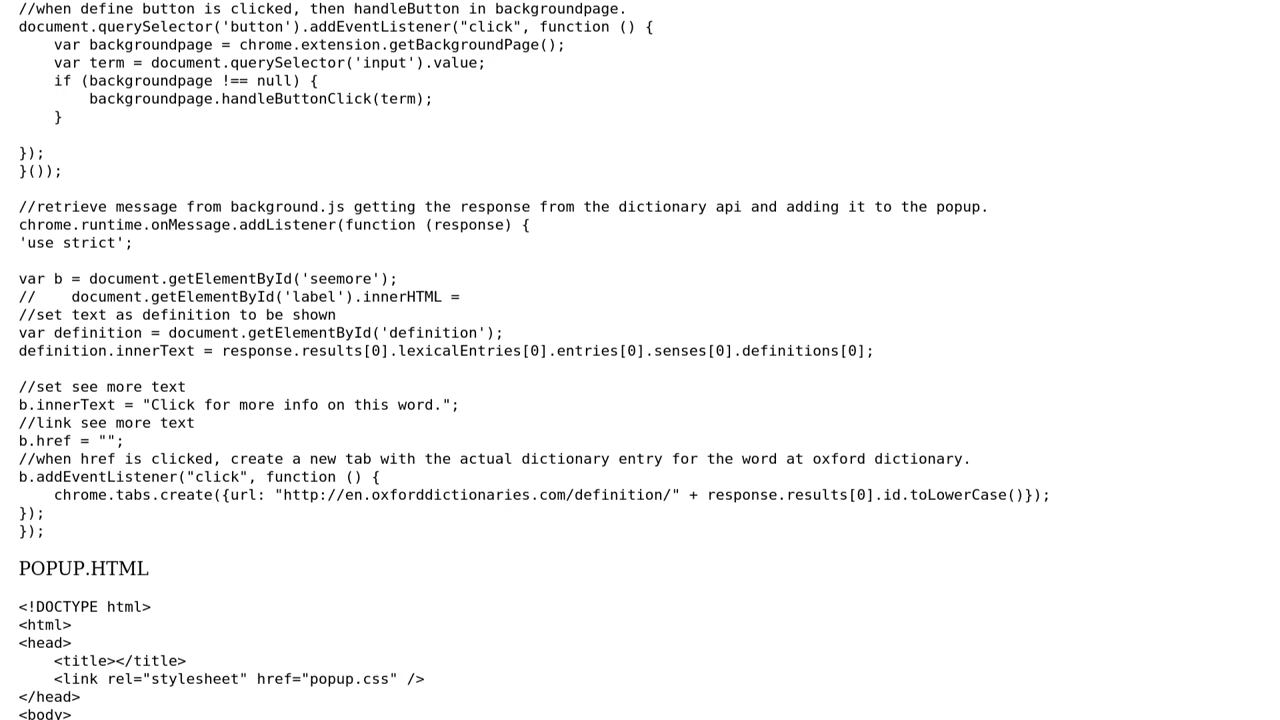 //when define button is clicked, then handleButton in backgroundpage.
document.querySelector('button').addEventListener("click", function () {
    var backgroundpage = chrome.extension.getBackgroundPage();
    var term = document.querySelector('input').value;
    if (backgroundpage !== null) {
        backgroundpage.handleButtonClick(term);
    }

});
}());

//retrieve message from background.js getting the response from the dictionary api and adding it to the popup.
chrome.runtime.onMessage.addListener(function (response) {
'use strict';

var b = document.getElementById('seemore');
//    document.getElementById('label').innerHTML =
//set text as definition to be shown
var definition = document.getElementById('definition');
definition.innerText = response.results[0].lexicalEntries[0].entries[0].senses[0].definitions[0];

//set see more text
b.innerText = "Click for more info on this word.";
//link see more text
b.href = "";
//when href is clicked, create a new tab with the actual dictionary entry for the word at oxford dictionary.
b.addEventListener("click", function () {
    chrome.tabs.create({url: "http://en.oxforddictionaries.com/definition/" + response.results[0].id.toLowerCase()});
});
});

POPUP.HTML

<!DOCTYPE html>
<html>
<head>
    <title></title>
    <link rel="stylesheet" href="popup.css" />
</head>
<body>